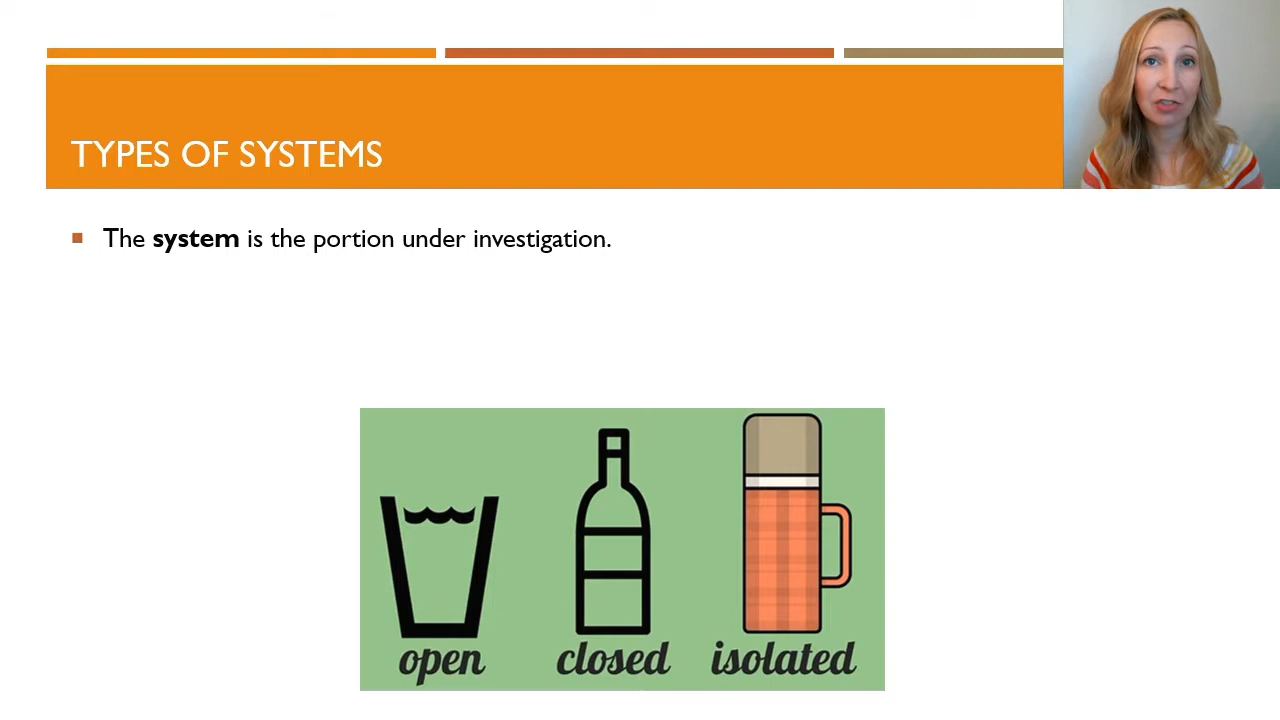 TYPES OF SYSTEMS
The system is the portion under investigation.
open closed isolated